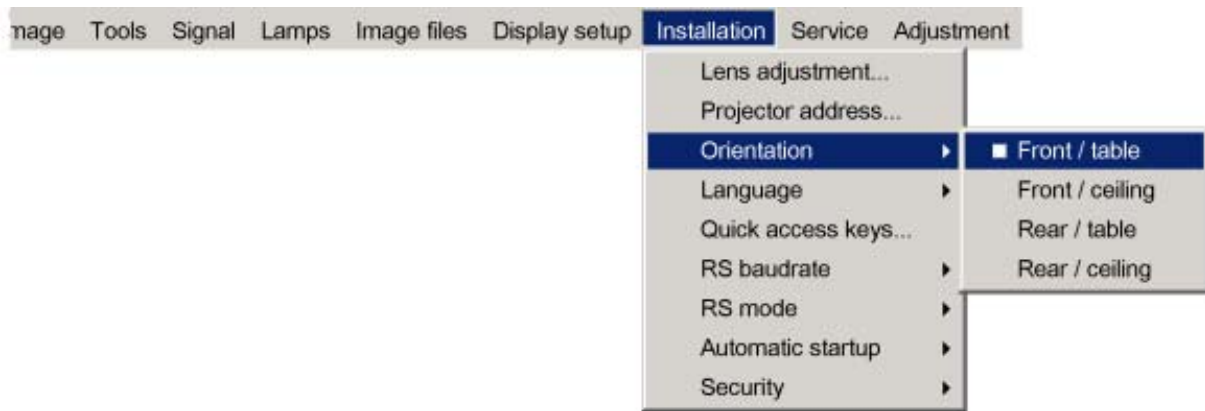 mage Tools Signal Lamps Image files Display setup Installation Service Adjustment
Lens adjustment...
Projector address...
Orientation
Front / table
Language
Front / ceiling
Quick access keys...
Rear / table
RS baudrate
Rear / ceiling
RS mode
Automatic startup
Security